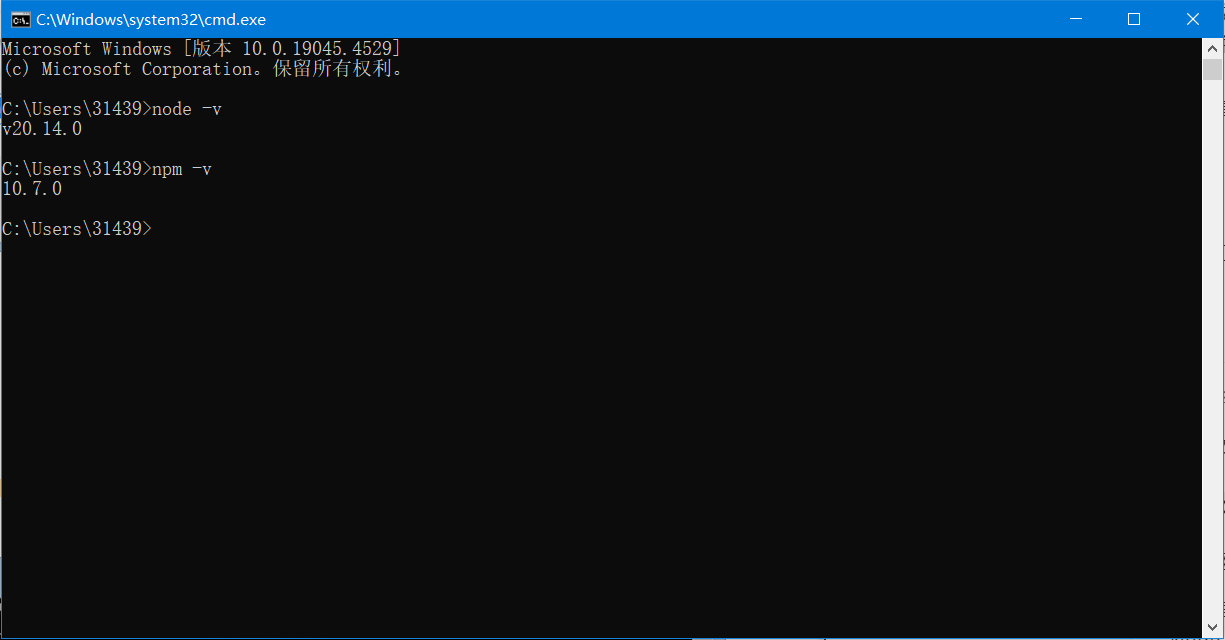 C:\Windows\system32\cmd.exe
Microsoft Windows [版本 10.0.19045.4529]
(c) Microsoft Corporation。保留所有权利。
C:\Users\31439>node -v
v20.14.0
C:\Users\31439>npm -v
10.7.0
C:\Users\31439>